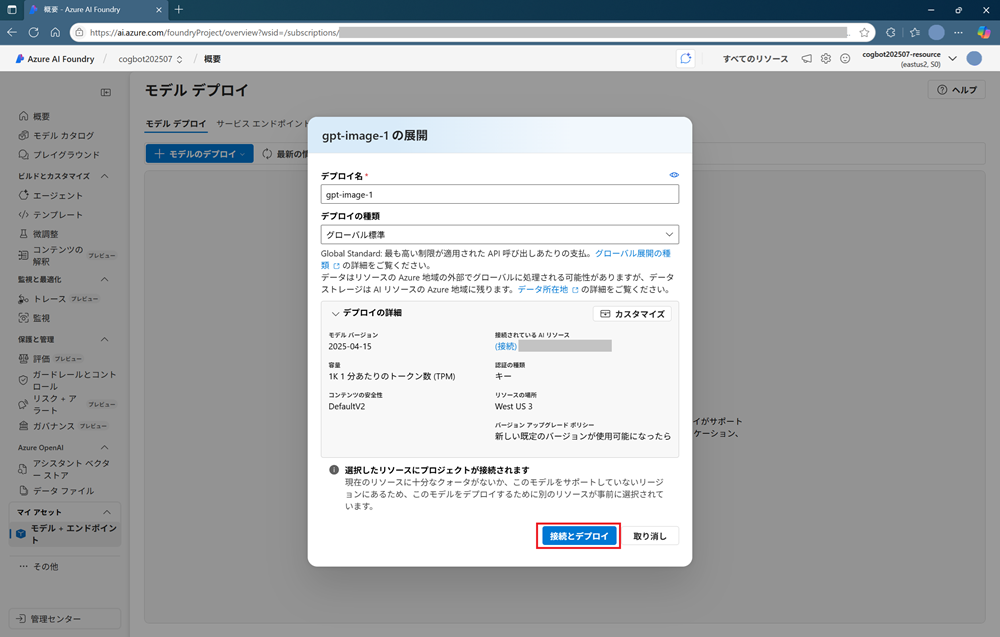 概要 - Azure AI Foundry
https://ai.azure.com/foundryProject/overview?wsid=/subscriptions/
Azure AI Foundry / cogbot202507 / 概要
すべてのリソース
cogbot202507-resource
(eastus2, S0)
モデル デプロイ
ヘルプ
概要
モデル カタログ
プレイグラウンド
ビルドとカスタマイズ
エージェント
テンプレート
微調整
コンテンツの
解釈
プレビュー
監視と最適化
トレース プレビュー
監視
保護と管理
評価 プレビュー
ガードレールとコント
ロール
リスク + ア
ラート
プレビュー
ガバナンス プレビュー
Azure OpenAI
アシスタント ベクタ
ー ストア
データ ファイル
マイ アセット
モデル + エンドポイン
ト
その他
管理センター
モデル デプロイ サービス エンドポイント
モデルのデプロイ
最新の情
イがサポート
ケーション、
gpt-image-1 の展開
デプロイ名 *
gpt-image-1
デプロイの種類
グローバル標準
Global Standard: 最も高い制限が適用された API 呼び出しあたりの支払。グローバル展開の種
類 の詳細をご覧ください。
データはリソースの Azure 地域の外部でグローバルに処理される可能性がありますが、データ
ストレージは AI リソースの Azure 地域に残ります。データ所在地 の詳細をご覧ください。
デプロイの詳細
カスタマイズ
モデル バージョン
2025-04-15
接続されている AI リソース
(接続)
容量
1K 1 分あたりのトークン数 (TPM)
認証の種類
キー
コンテンツの安全性
DefaultV2
リソースの場所
West US 3
バージョン アップグレード ポリシー
新しい既定のバージョンが使用可能になったら
選択したリソースにプロジェクトが接続されます
現在のリソースに十分なクォータがないか、このモデルをサポートしていないリージ
ョンにあるため、このモデルをデプロイするために別のリソースが事前に選択されて
います。
接続とデプロイ
取り消し